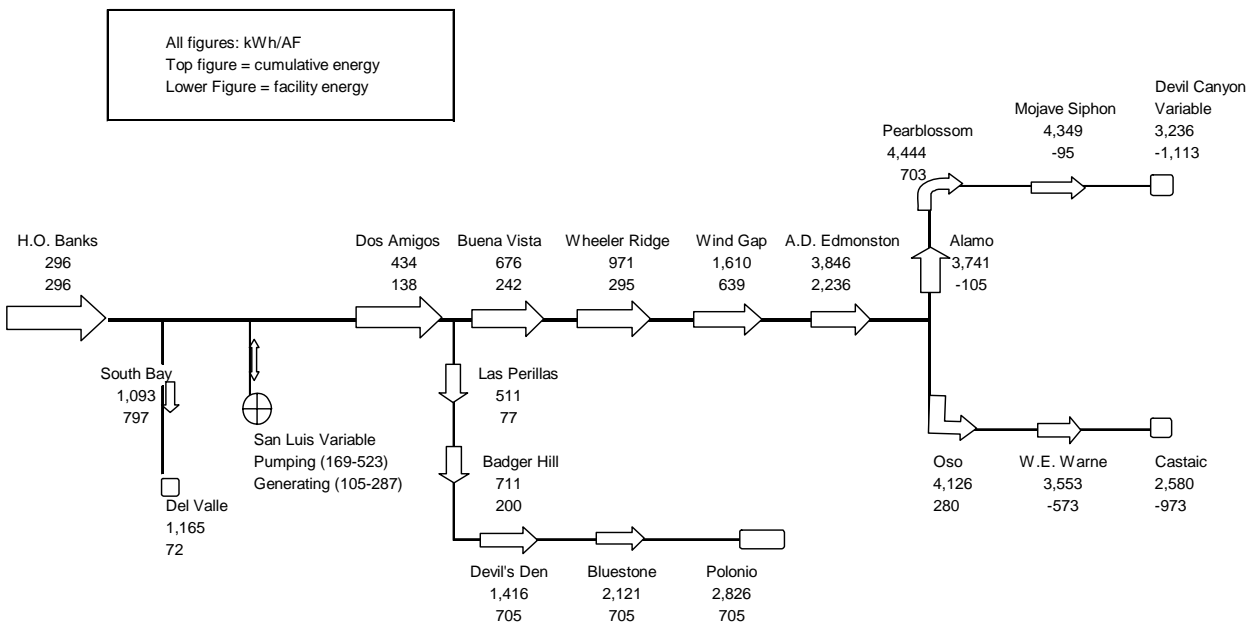 All figures: kWh/AF
Top figure = cumulative energy
Lower Figure = facility energy
Devil Canyon
Variable
3,236
-1,113
Mojave Siphon
4,349
-95
Pearblossom
4,444
703
H.O. Banks
296
296
Dos Amigos
434
138
Buena Vista
676
242
Wheeler Ridge
971
295
Wind Gap
1,610
639
A.D. Edmonston
3,846
2,236
Alamo
3,741
-105
South Bay
1,093
797
Del Valle
1,165
72
San Luis Variable
Pumping (169-523)
Generating (105-287)
Las Perillas
511
77
Badger Hill
711
200
Devil's Den
1,416
705
Bluestone
2,121
705
Polonio
2,826
705
Oso
4,126
280
W.E. Warne
3,553
-573
Castaic
2,580
-973